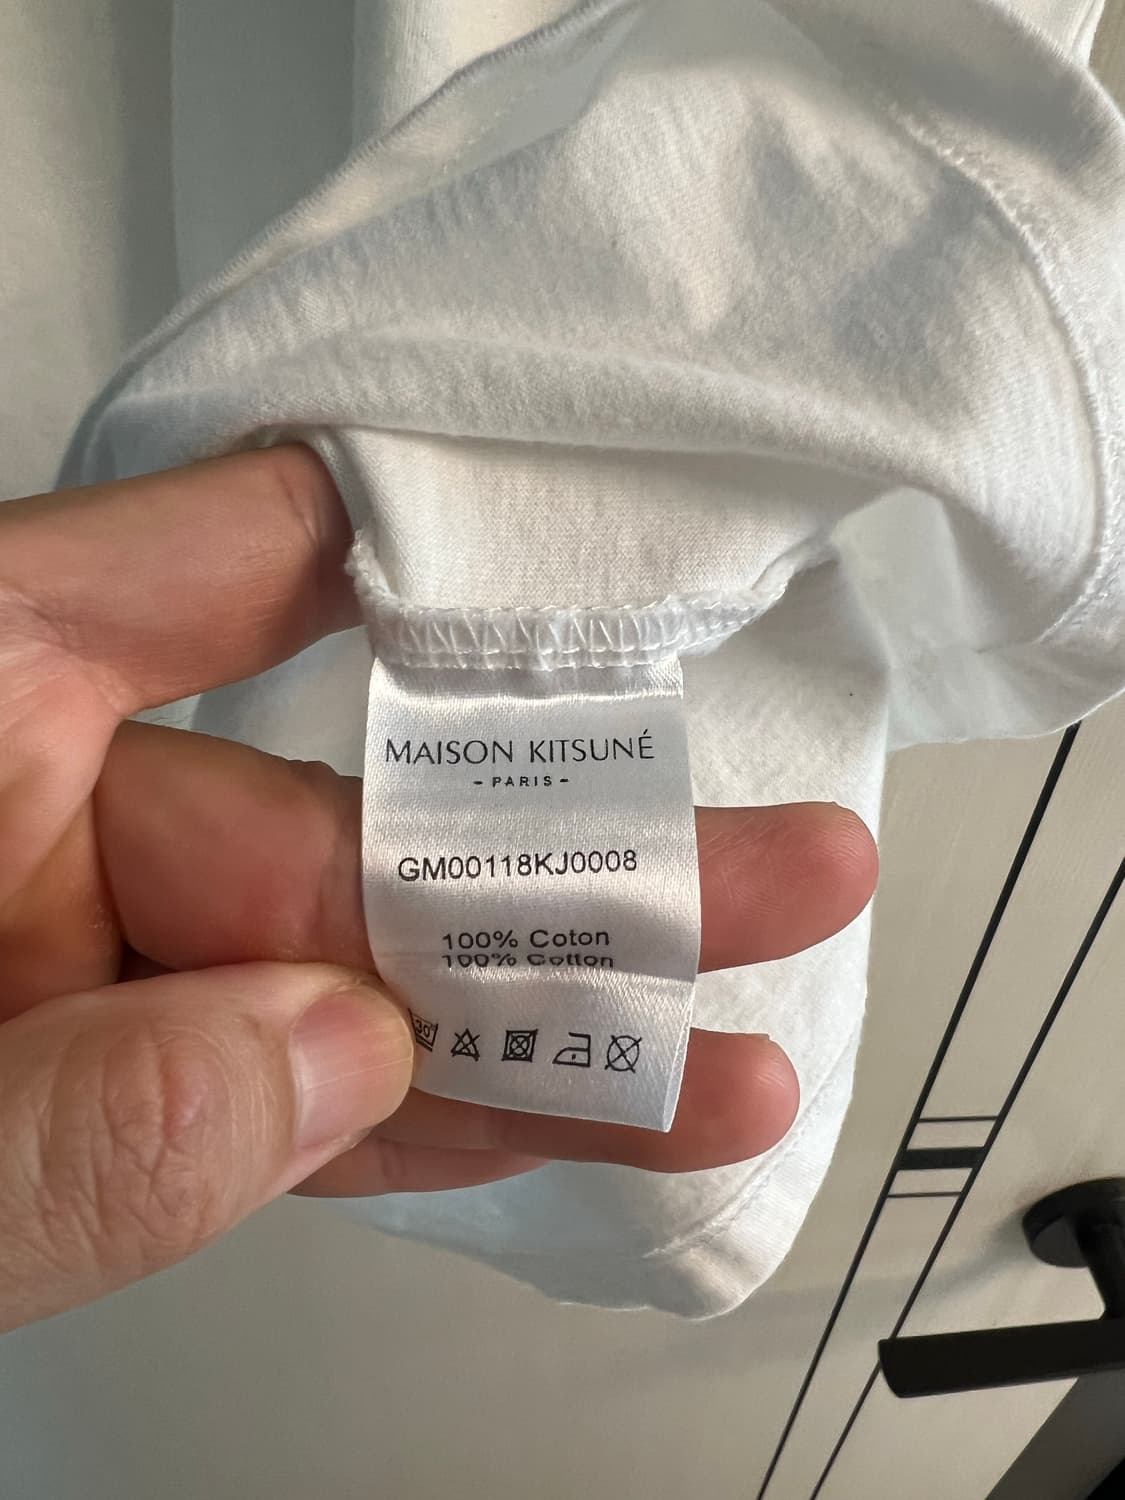 MAISON KITSUNÉ
- PARIS -
GM00118KJ0008
100% Coton
100% Cotton
30°